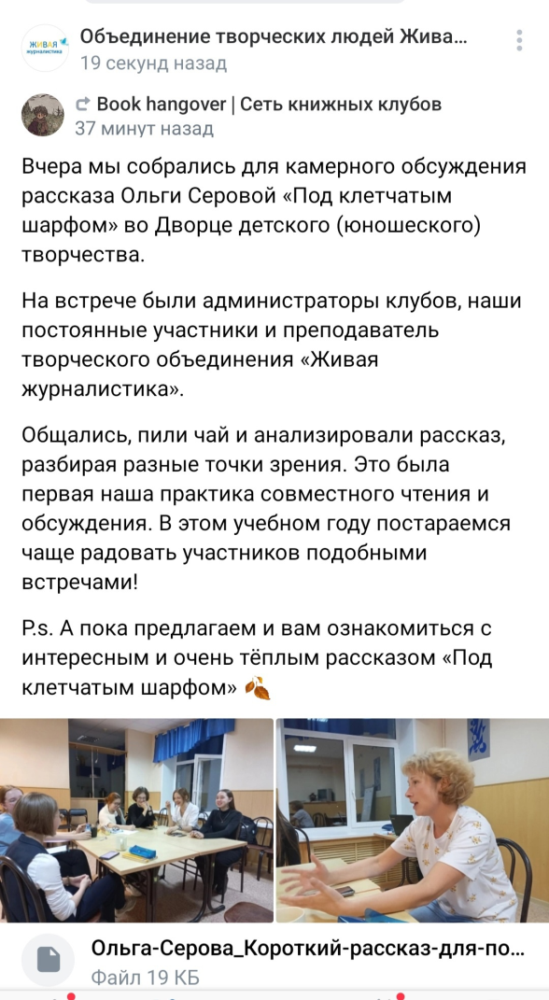 Объединение творческих людей Жива...
19 секунд назад
ЖИВАЯ
журналистика
Book hangover | Сеть книжных клубов
37 минут назад
Вчера мы собрались для камерного обсуждения
рассказа Ольги Серовой «Под клетчатым
шарфом» во Дворце детского (юношеского)
творчества.
На встрече были администраторы клубов, наши
постоянные участники и преподаватель
творческого объединения «Живая
журналистика».
Общались, пили чай и анализировали рассказ,
разбирая разные точки зрения. Это была
первая наша практика совместного чтения и
обсуждения. В этом учебном году постараемся
чаще радовать участников подобными
встречами!
P.s. А пока предлагаем и вам ознакомиться с
интересным и очень тёплым рассказом «Под
клетчатым шарфом» 🍂
Ольга-Серова_Короткий-рассказ-для-по...
Файл 19 КБ